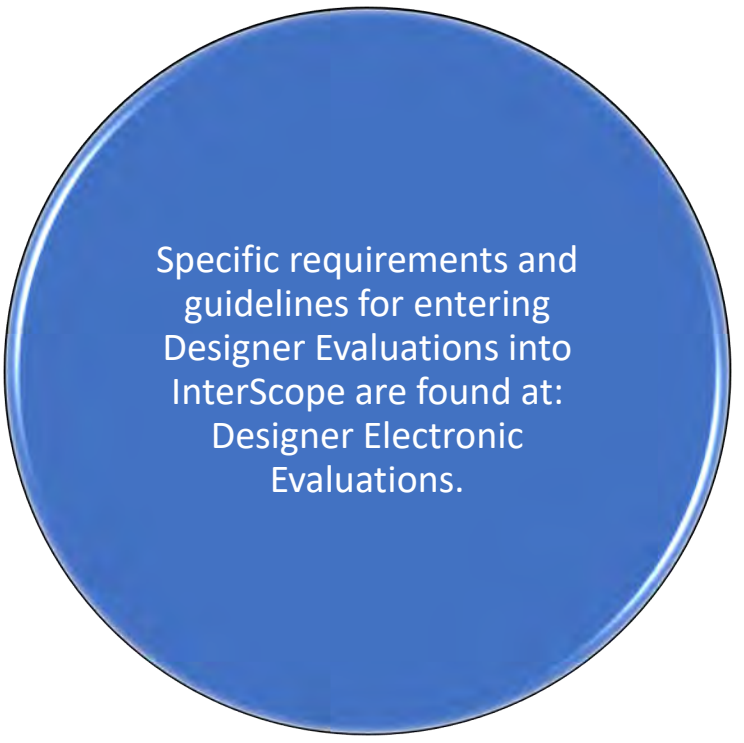 Specific requirements and
guidelines for entering
Designer Evaluations into
InterScope are found at:
Designer Electronic
Evaluations.